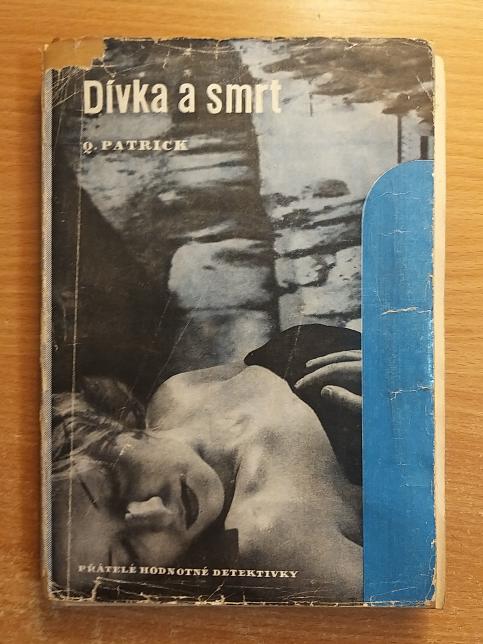 Dívka a smrt
Q. PATRICK
PŘÁTELÉ HODNOTNÉ DETEKTIVKY